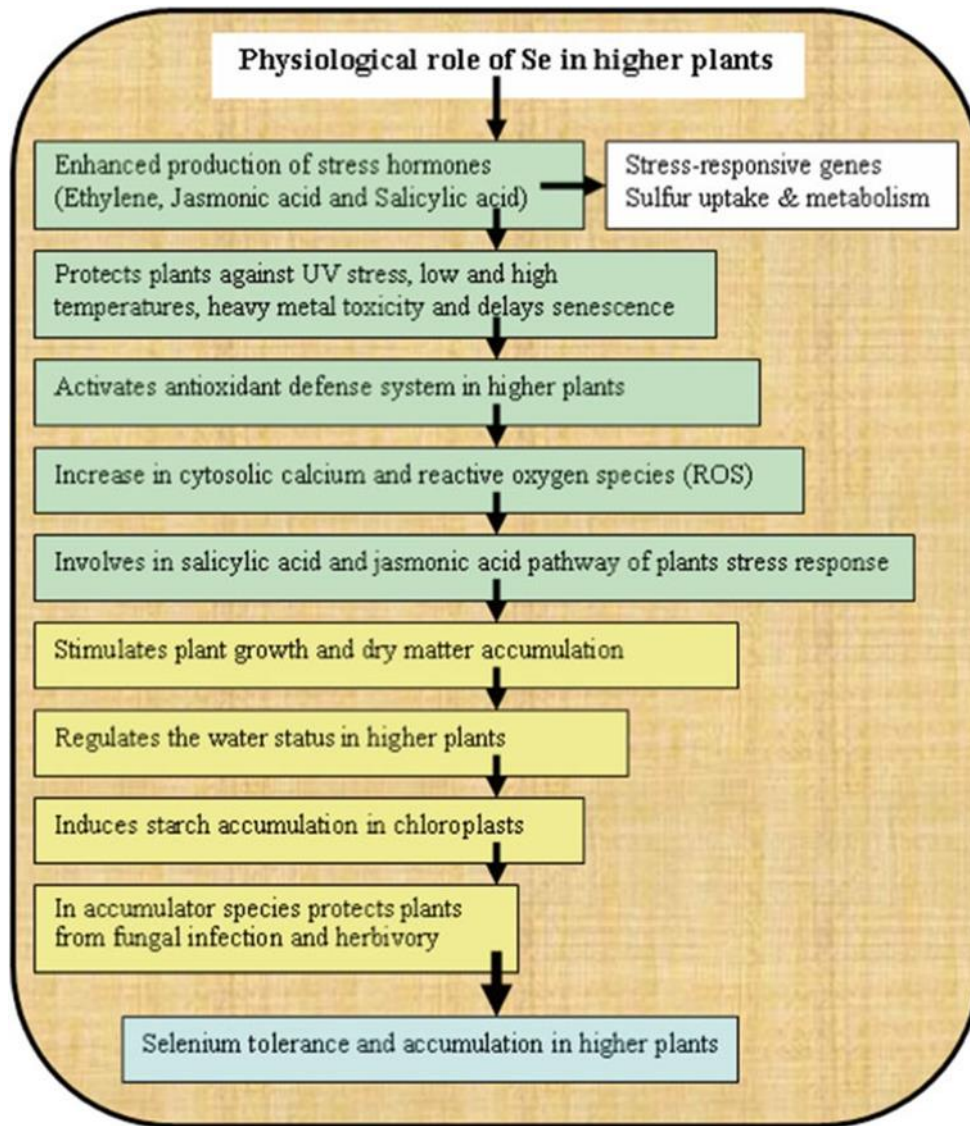 Physiological role of Se in higher plants
Enhanced production of stress hormones
(Ethylene, Jasmonic acid and Salicylic acid)
Stress-responsive genes
Sulfur uptake & metabolism
Protects plants against UV stress, low and high
temperatures, heavy metal toxicity and delays senescence
Activates antioxidant defense system in higher plants
Increase in cytosolic calcium and reactive oxygen species (ROS)
Involves in salicylic acid and jasmonic acid pathway of plants stress response
Stimulates plant growth and dry matter accumulation
Regulates the water status in higher plants
Induces starch accumulation in chloroplasts
In accumulator species protects plants
from fungal infection and herbivory
Selenium tolerance and accumulation in higher plants